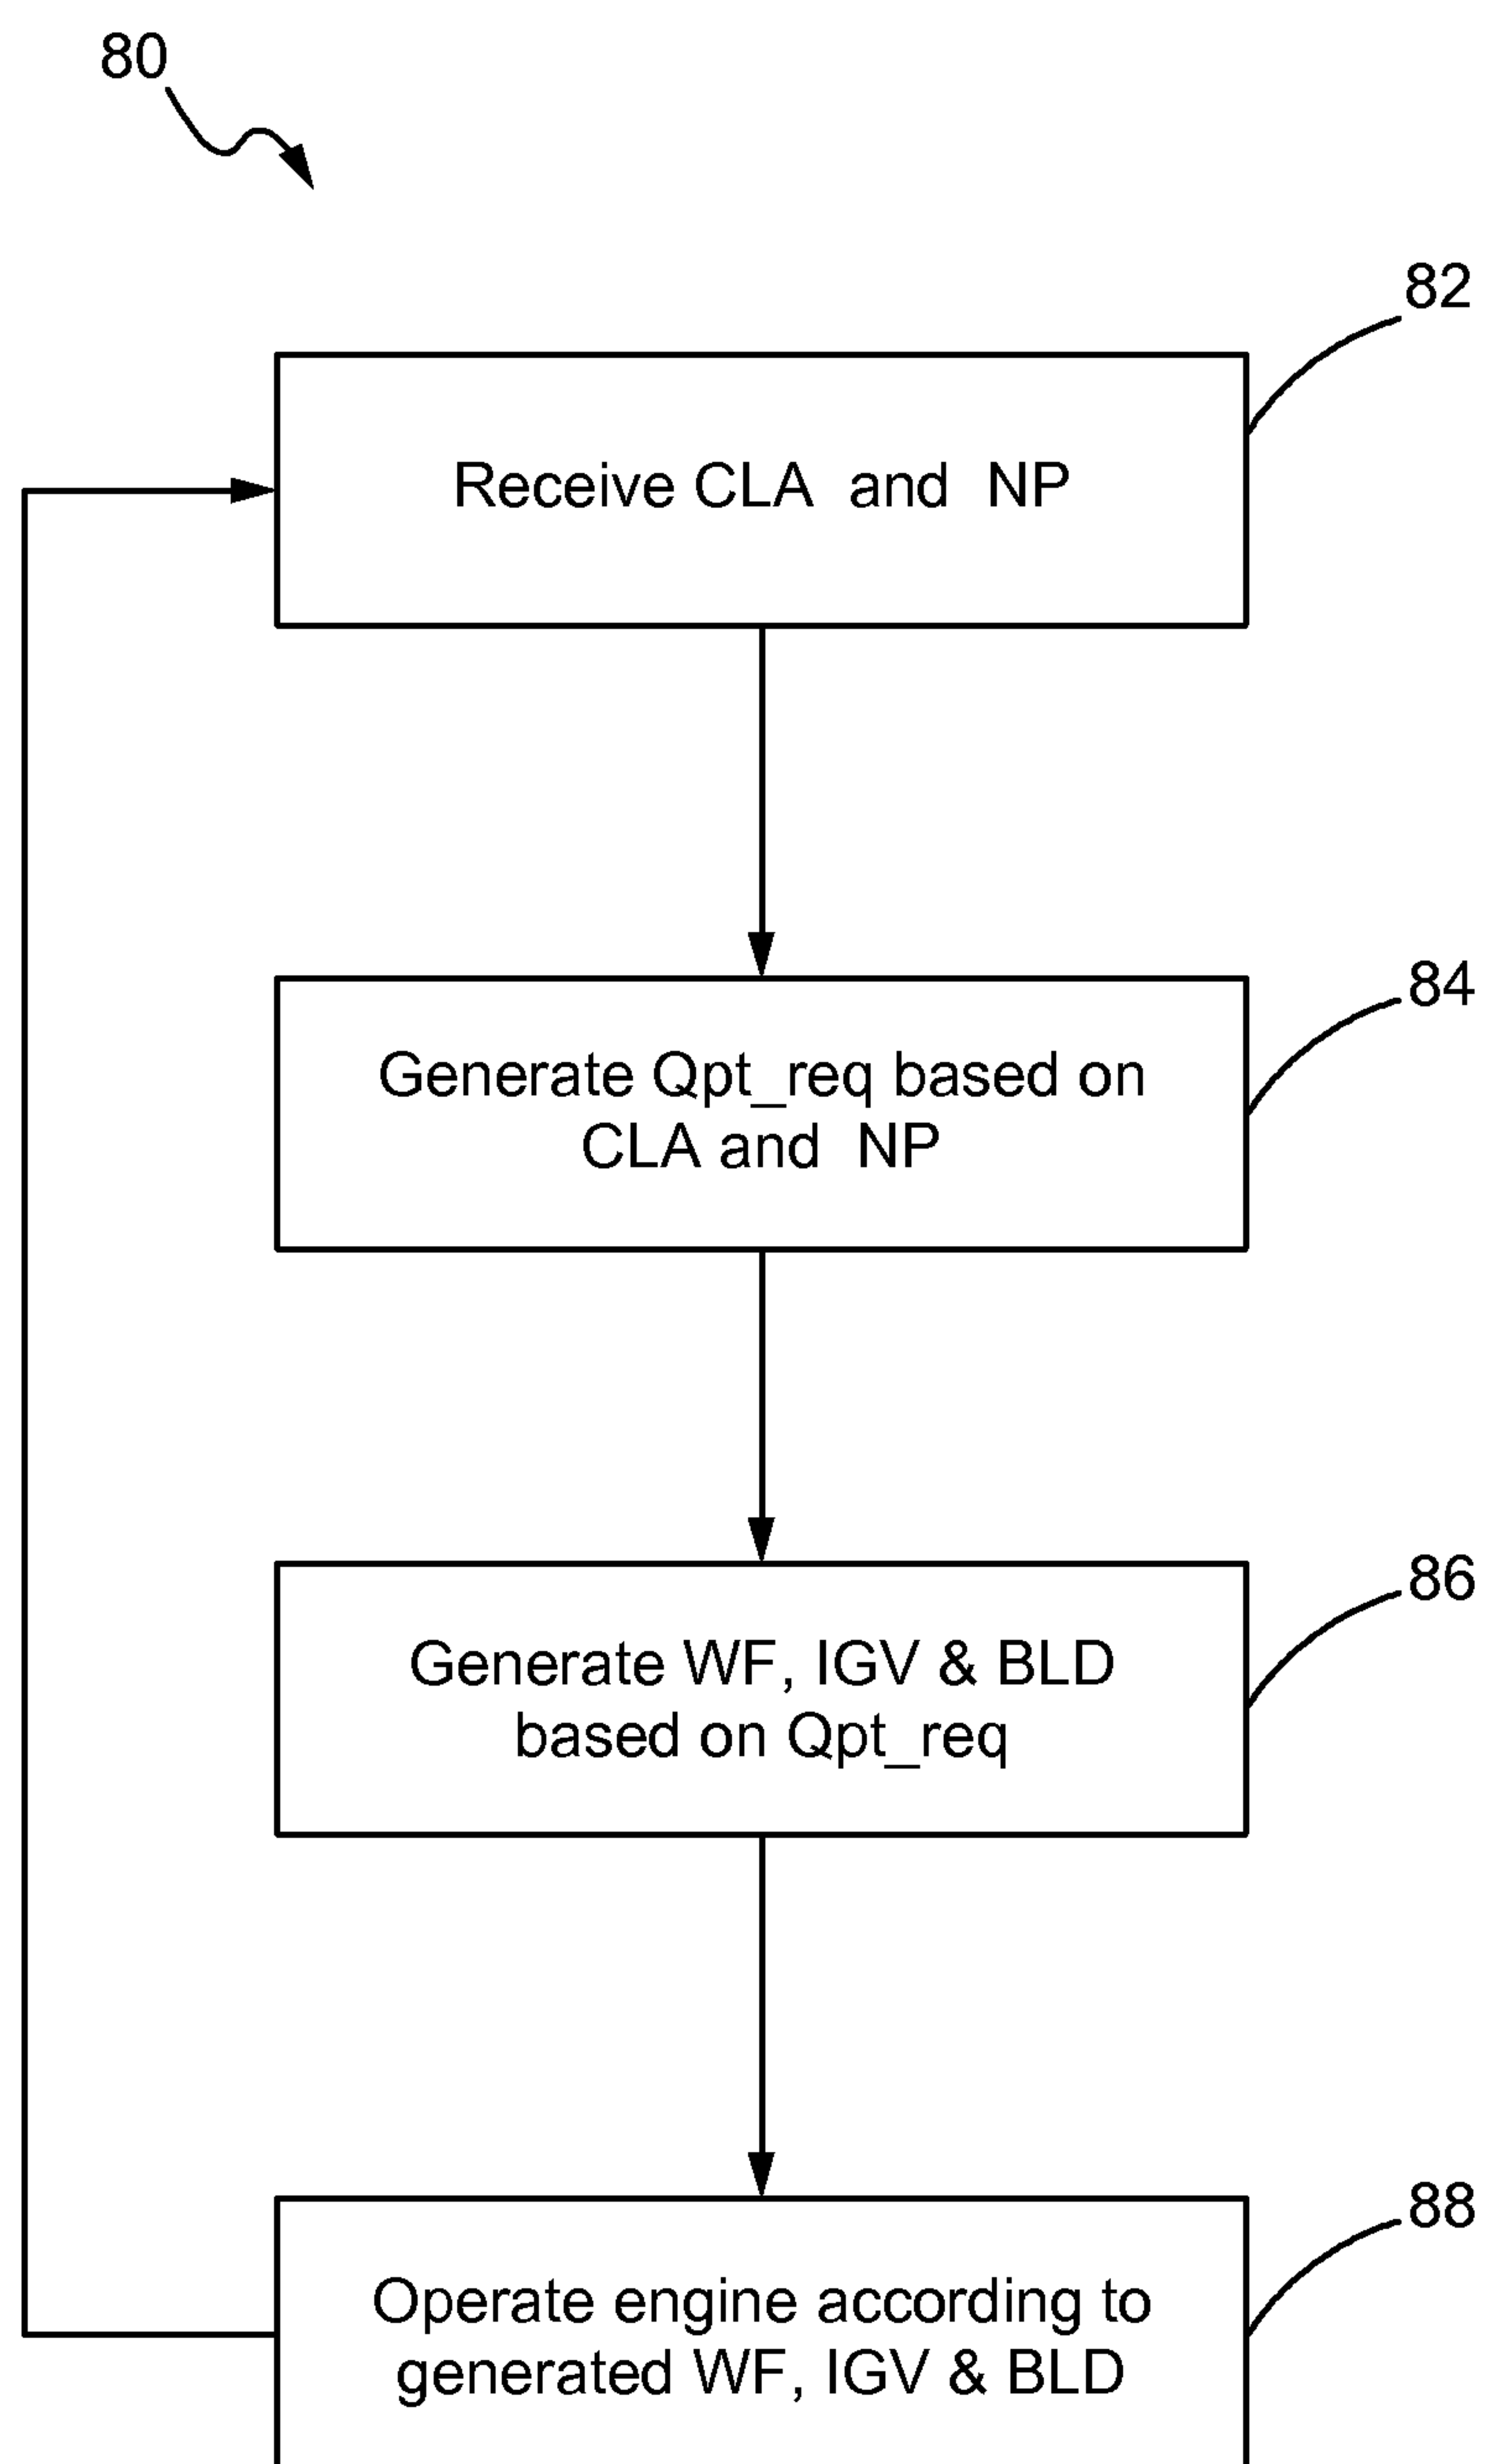 80
82
Receive CLA and NP
84
Generate Qpt_req based on
CLA and NP
86
Generate WF, IGV & BLD
based on Qpt_req
88
Operate engine according to
generated WF, IGV & BLD